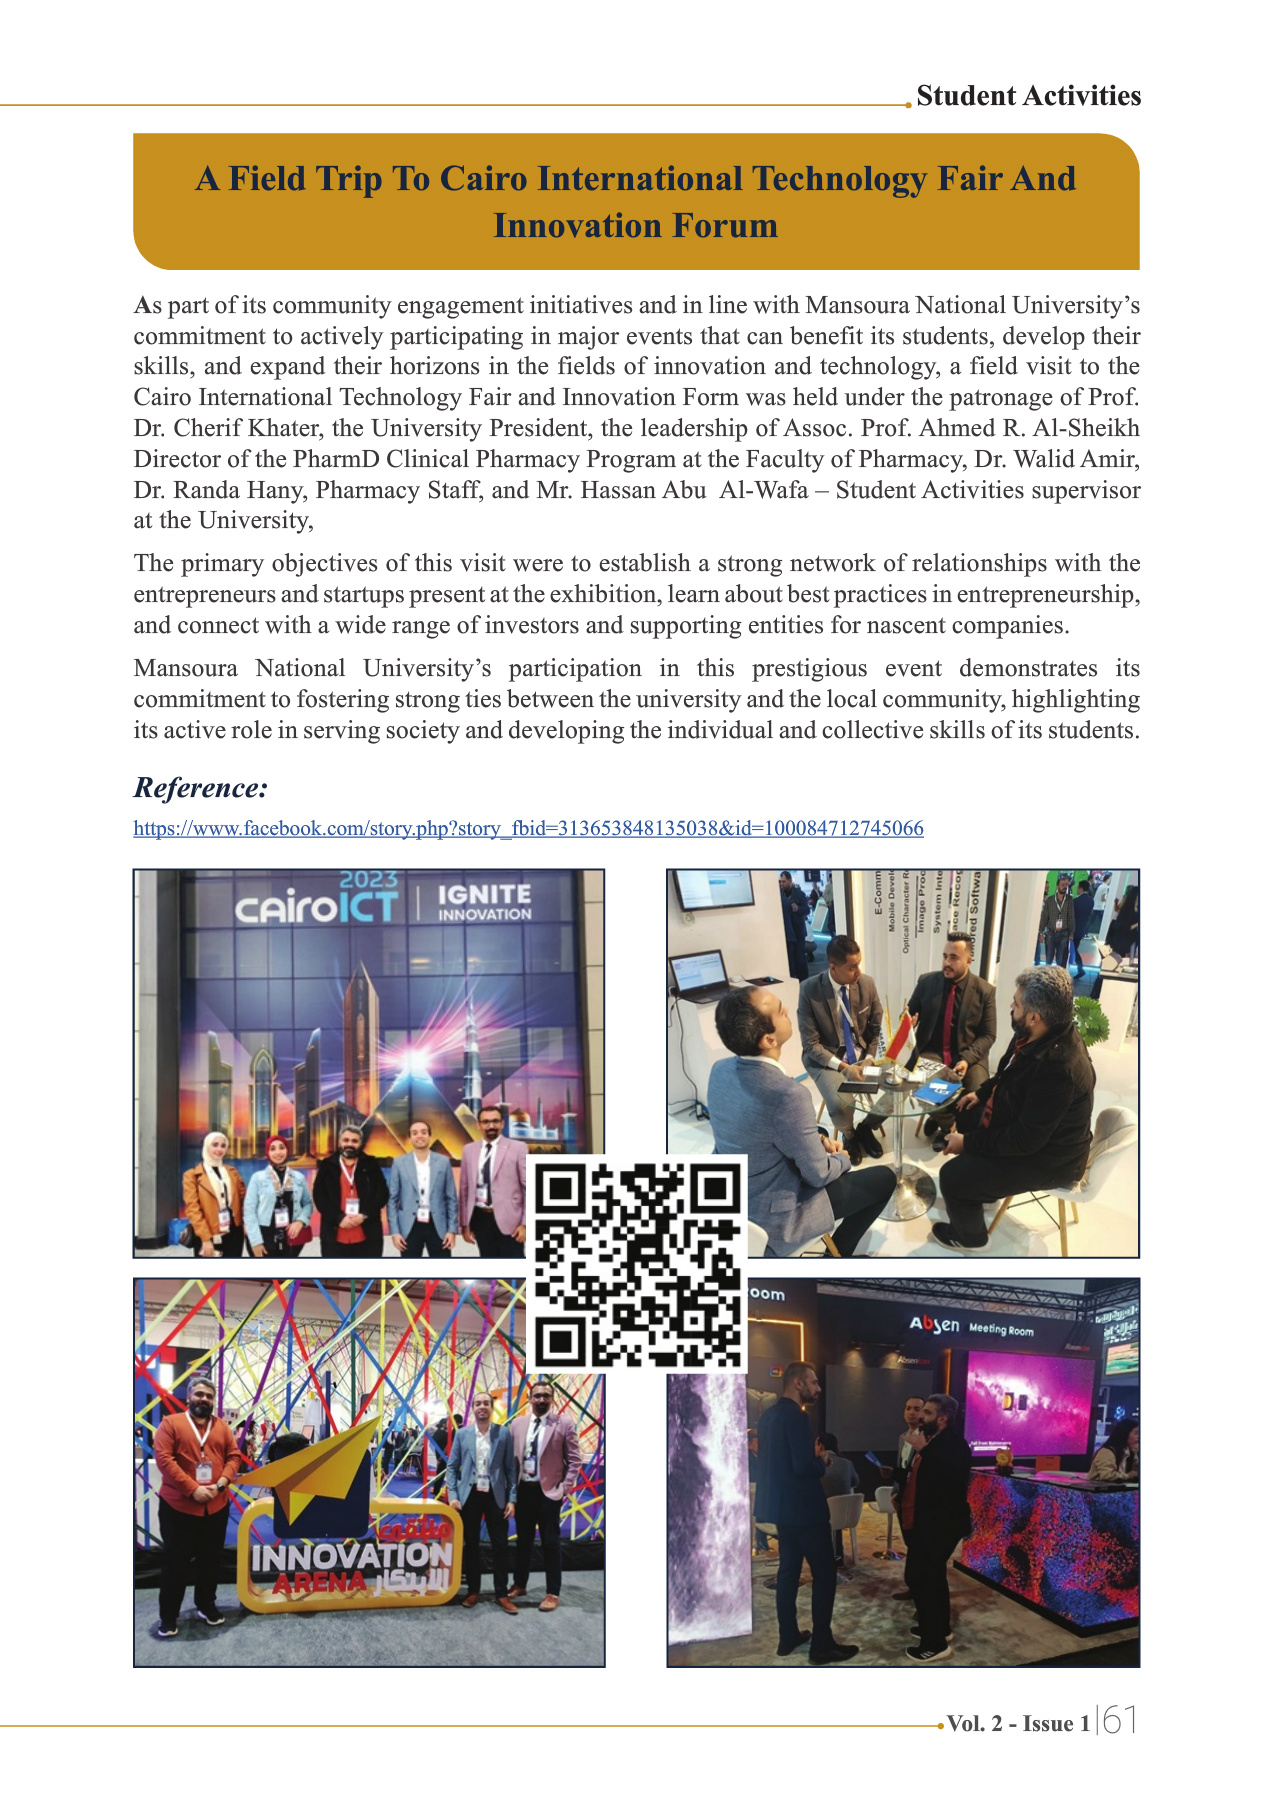 Student Activities
A Field Trip To Cairo International Technology Fair And
Innovation Forum
As part of its community engagement initiatives and in line with Mansoura National University’s
commitment to actively participating in major events that can benefit its students, develop their
skills, and expand their horizons in the fields of innovation and technology, a field visit to the
Cairo International Technology Fair and Innovation Form was held under the patronage of Prof.
Dr. Cherif Khater, the University President, the leadership of Assoc. Prof. Ahmed R. Al-Sheikh
Director of the PharmD Clinical Pharmacy Program at the Faculty of Pharmacy, Dr. Walid Amir,
Dr. Randa Hany, Pharmacy Staff, and Mr. Hassan Abu  Al-Wafa – Student Activities supervisor
at the University,
The primary objectives of this visit were to establish a strong network of relationships with the
entrepreneurs and startups present at the exhibition, learn about best practices in entrepreneurship,
and connect with a wide range of investors and supporting entities for nascent companies.
Mansoura National University’s participation in this prestigious event demonstrates its
commitment to fostering strong ties between the university and the local community, highlighting
its active role in serving society and developing the individual and collective skills of its students.
Reference:
https://www.facebook.com/story.php?story_fbid=313653848135038&id=100084712745066
2023
CAiroICT
IGNITE
INNOVATION
E-Comm
Mobile Develo
Optical Character R
Image Proc
System Inte
ace Recog
ored Softwa
ملتقى
INNOVATION
ARENA الابتكار
oom
Absen Meeting Room
Absen
Vol. 2 - Issue 1
61